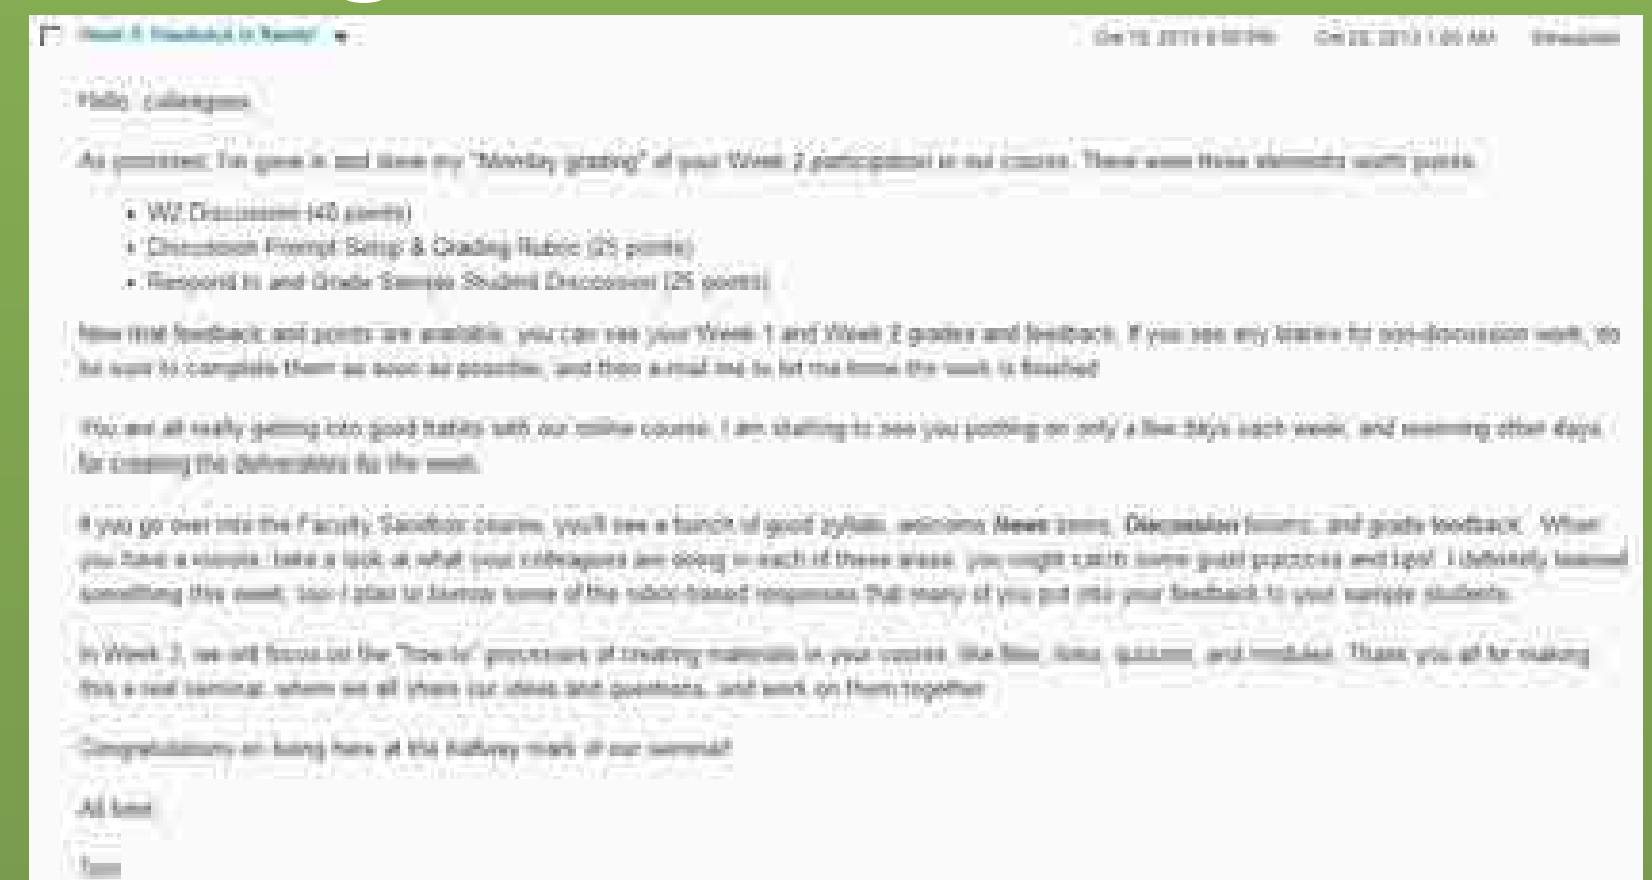 Hello, colleagues.
As promised, I've gone in and done my "Monday grading" of your Week 2 participation in our course. There were three elements worth points.
• W2 Discussion (40 points)
• Discussion Prompt Setup & Grading Rubric (25 points)
• Respond to and Grade Sample Student Discussion (25 points)
Now that feedback and points are available, you can see your Week 1 and Week 2 grades and feedback. If you see any for non-discussion work, do
be sure to complete them as soon as possible, and then e-mail me to let me know the work is finished
You are all really getting into good habits with our online course. I am starting to see you posting on only a few days each week, and reserving other days
for creating the deliverables for the week.
If you go over into the Faculty Sandbox course, you'll see a bunch of good syllabi, welcome News items, Discussion forums, and grade feedback. When
you have a minute, take a look at what your colleagues are doing in each of these areas. you might catch some good practices and tips! I definitely learned
something this week, too: I plan to borrow some of the rubric-based responses that many of you put into your feedback to your sample students.
In Week 3, we will focus on the "how-to" processes of creating materials in your course, like files, links, quizzes, and modules. Thank you all for making
this a real seminar, where we all share our ideas and questions, and work on them together
Congratulations on being here at the halfway mark of our seminar!
All best,